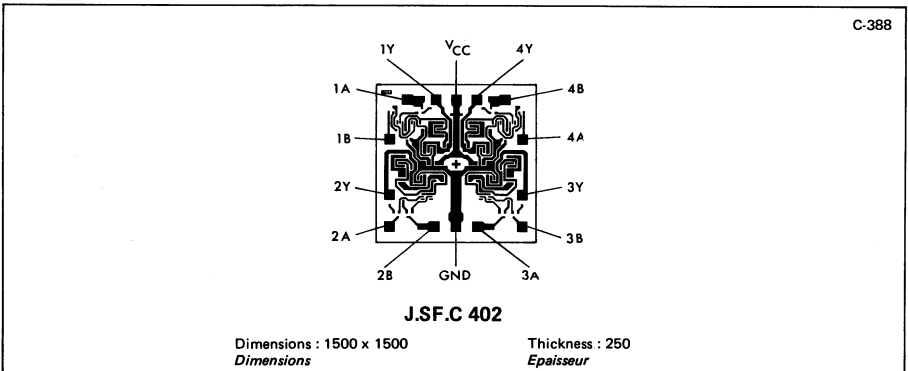 C-388
1Y VCC 4Y
1A 4B
1B 4A
2Y 3Y
2A 3B
2B GND 3A
J.SF.C 402
Dimensions : 1500 x 1500 Thickness : 250
Dimensions Epaisseur